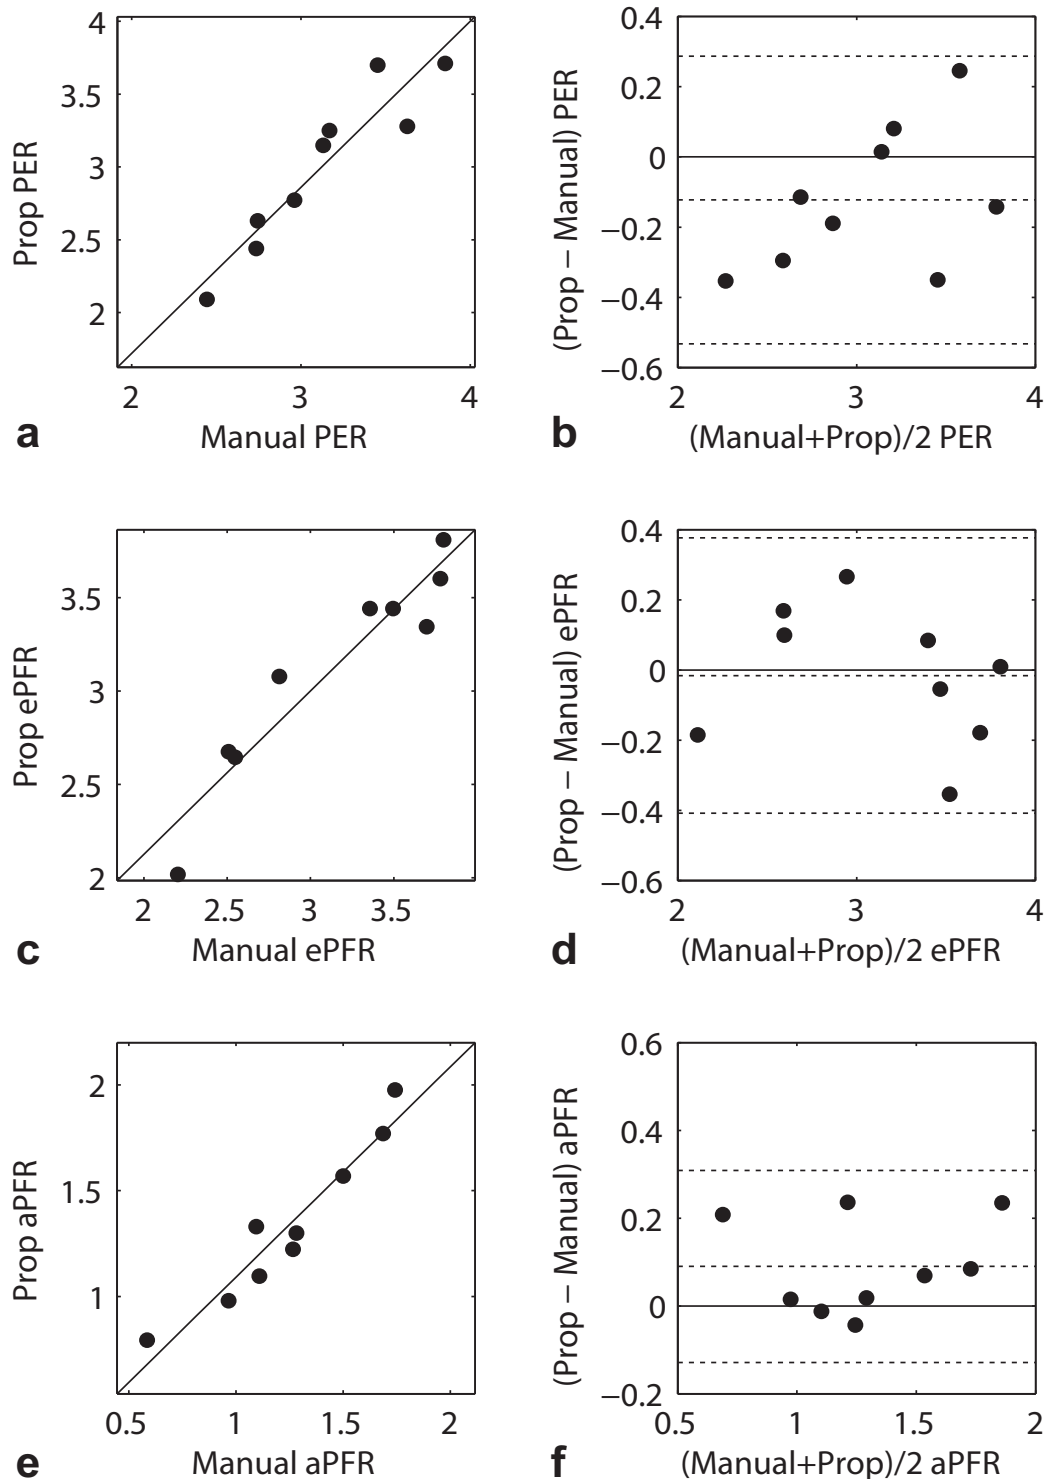 4
3.5
3
2.5
2
Prop PER
2 3 4
Manual PER
a
0.4
0.2
0
−0.2
−0.4
−0.6
(Prop − Manual) PER
2 3 4
(Manual+Prop)/2 PER
b
3.5
3
2.5
2
Prop ePFR
2 2.5 3 3.5
Manual ePFR
c
0.4
0.2
0
−0.2
−0.4
−0.6
(Prop − Manual) ePFR
2 3 4
(Manual+Prop)/2 ePFR
d
2
1.5
1
Prop aPFR
0.5 1 1.5 2
Manual aPFR
e
0.6
0.4
0.2
0
−0.2
(Prop − Manual) aPFR
0.5 1 1.5 2
(Manual+Prop)/2 aPFR
f